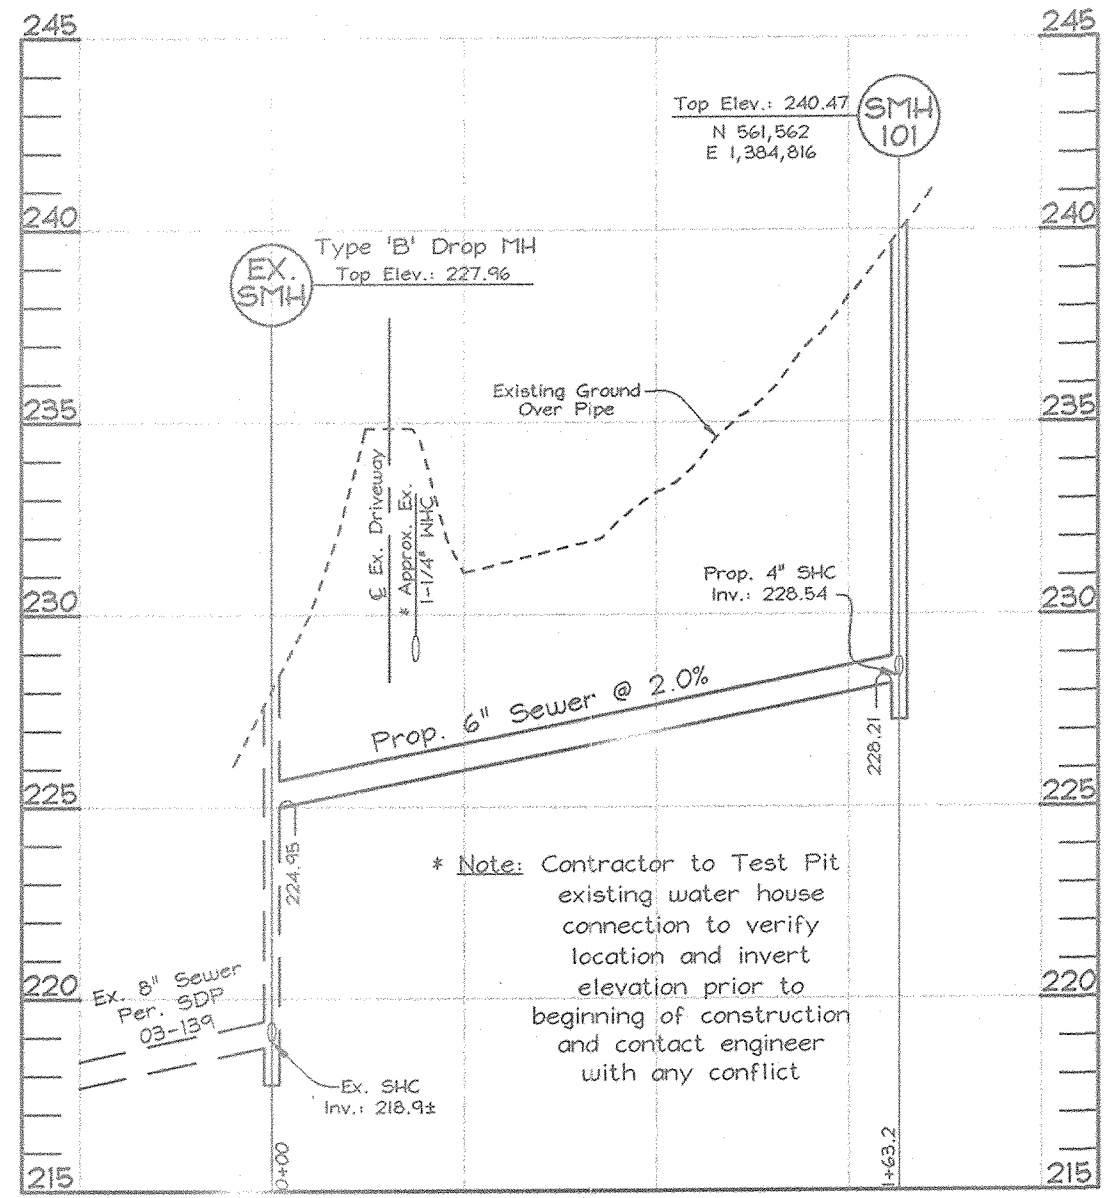 245
245
Top Elev.: 240.47
N 561,562
E 1,384,816
SMH
101
240
240
Type 'B' Drop MH
Top Elev.: 227.96
EX.
SMH
Existing Ground
Over Pipe
235
235
℄ Ex. Driveway
* Approx. Ex.
1-1/4" WHC
Prop. 4" SHC
Inv.: 228.54
230
230
Prop. 6" Sewer @ 2.0%
228.21
225
225
224.95
* Note: Contractor to Test Pit
existing water house
connection to verify
location and invert
elevation prior to
beginning of construction
and contact engineer
with any conflict
220
220
Ex. 8" Sewer
Per. SDP
03-139
Ex. SHC
Inv.: 218.9±
0+00
1+63.2
215
215